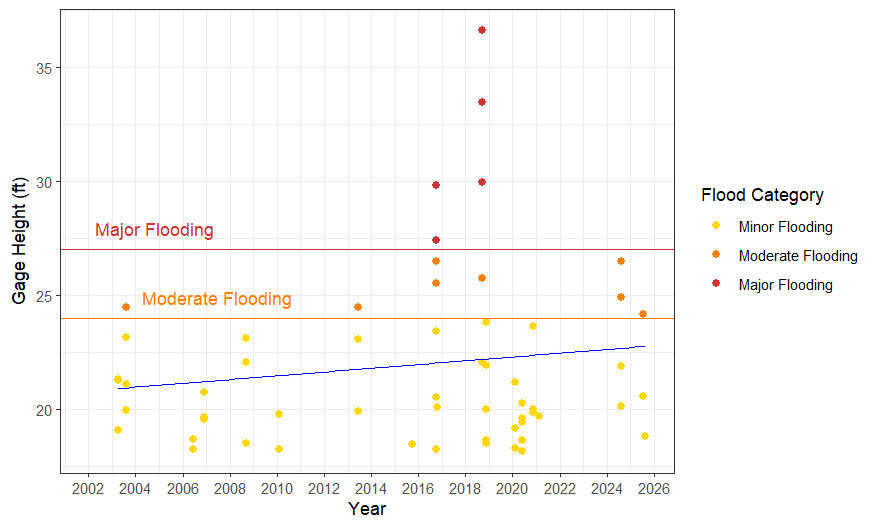 35
30
25
20
Gage Height (ft)
Major Flooding
Moderate Flooding
2002 2004 2006 2008 2010 2012 2014 2016 2018 2020 2022 2024 2026
Year
Flood Category
Minor Flooding
Moderate Flooding
Major Flooding